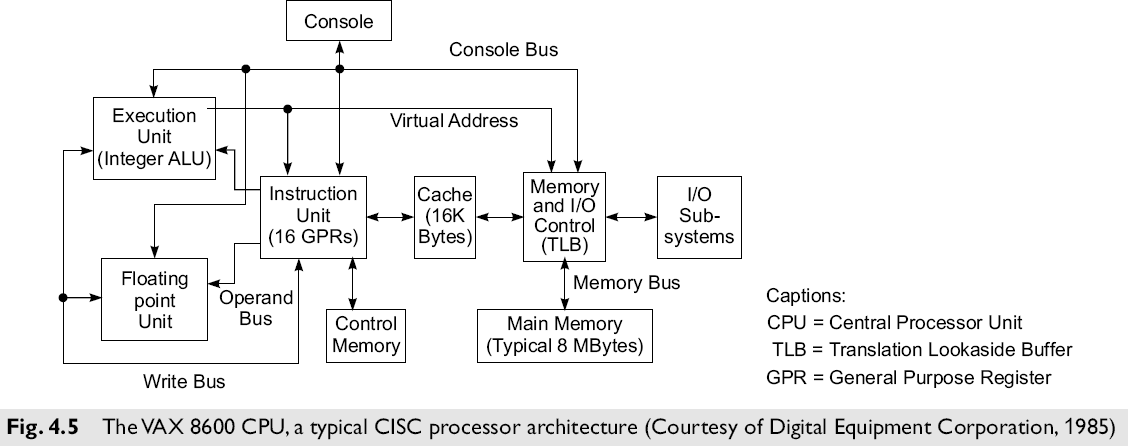 Console
Console Bus
Execution
Unit
(Integer ALU)
Virtual Address
Instruction
Unit
(16 GPRs)
Cache
(16K
Bytes)
Memory
and I/O
Control
(TLB)
I/O
Sub-
systems
Floating
point
Unit
Operand
Bus
Memory Bus
Control
Memory
Main Memory
(Typical 8 MBytes)
Write Bus
Captions:
CPU = Central Processor Unit
TLB = Translation Lookaside Buffer
GPR = General Purpose Register
Fig. 4.5 The VAX 8600 CPU, a typical CISC processor architecture (Courtesy of Digital Equipment Corporation, 1985)